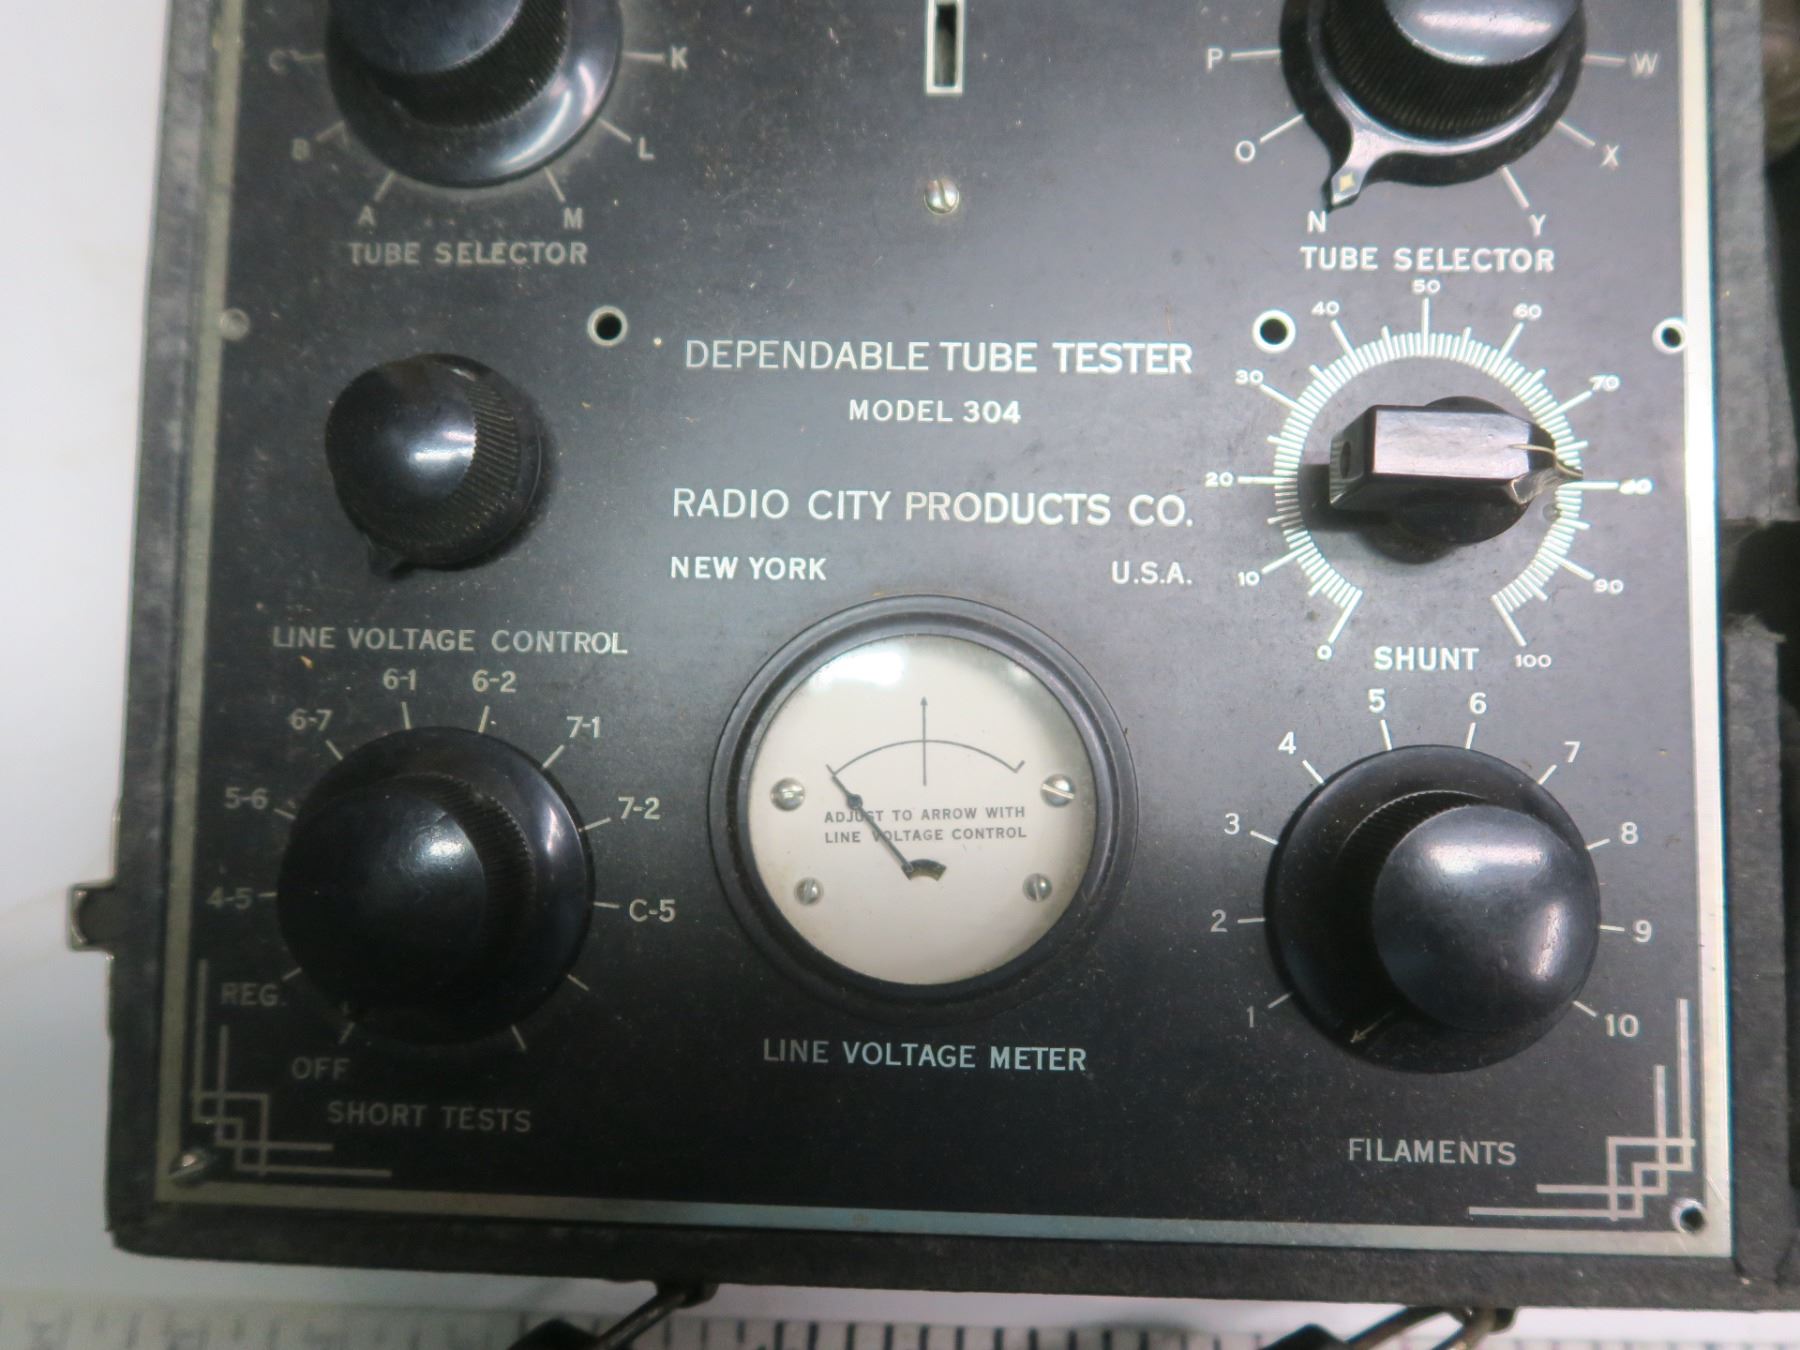 C K
B L
A M
TUBE SELECTOR
P W
O X
N Y
TUBE SELECTOR
DEPENDABLE TUBE TESTER
MODEL 304
RADIO CITY PRODUCTS CO.
NEW YORK U.S.A.
0 10 20 30 40 50 60 70 80 90 100
SHUNT
LINE VOLTAGE CONTROL
OFF REG. 4-5 5-6 6-7 6-1 6-2 7-1 7-2 C-5
SHORT TESTS
ADJUST TO ARROW WITH
LINE VOLTAGE CONTROL
LINE VOLTAGE METER
1 2 3 4 5 6 7 8 9 10
FILAMENTS